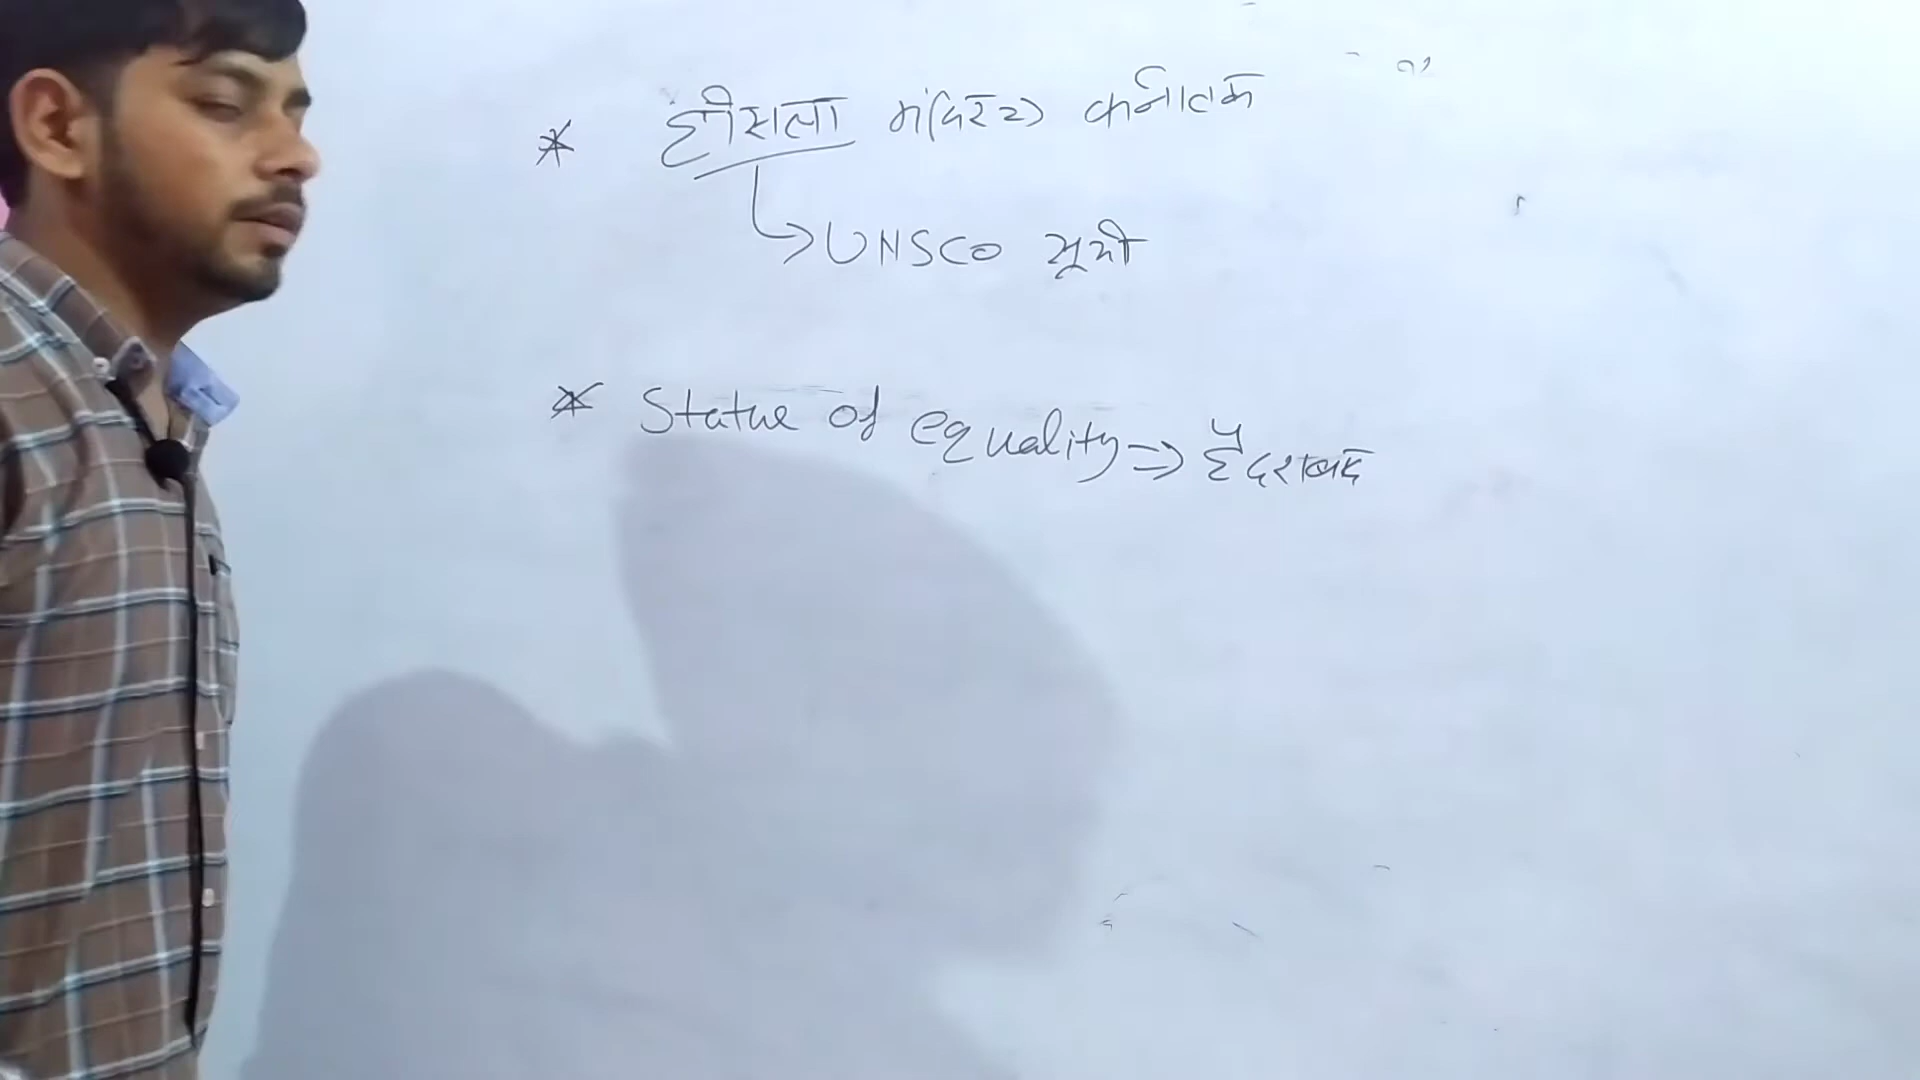 * होयसला मंदिर कर्नाटक
UNSCO सूची
* Statue of equality ⇒ हैदराबाद